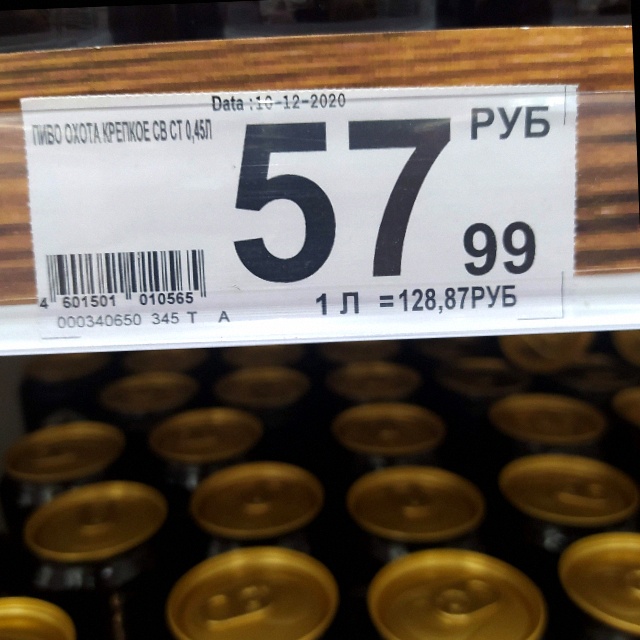 Data :10-12-2020
ПИВО ОХОТА КРЕПКОЕ СВ СТ 0,45Л
57 99 РУБ
1 Л =128,87РУБ
4 601501 010565
000340650 345 T A